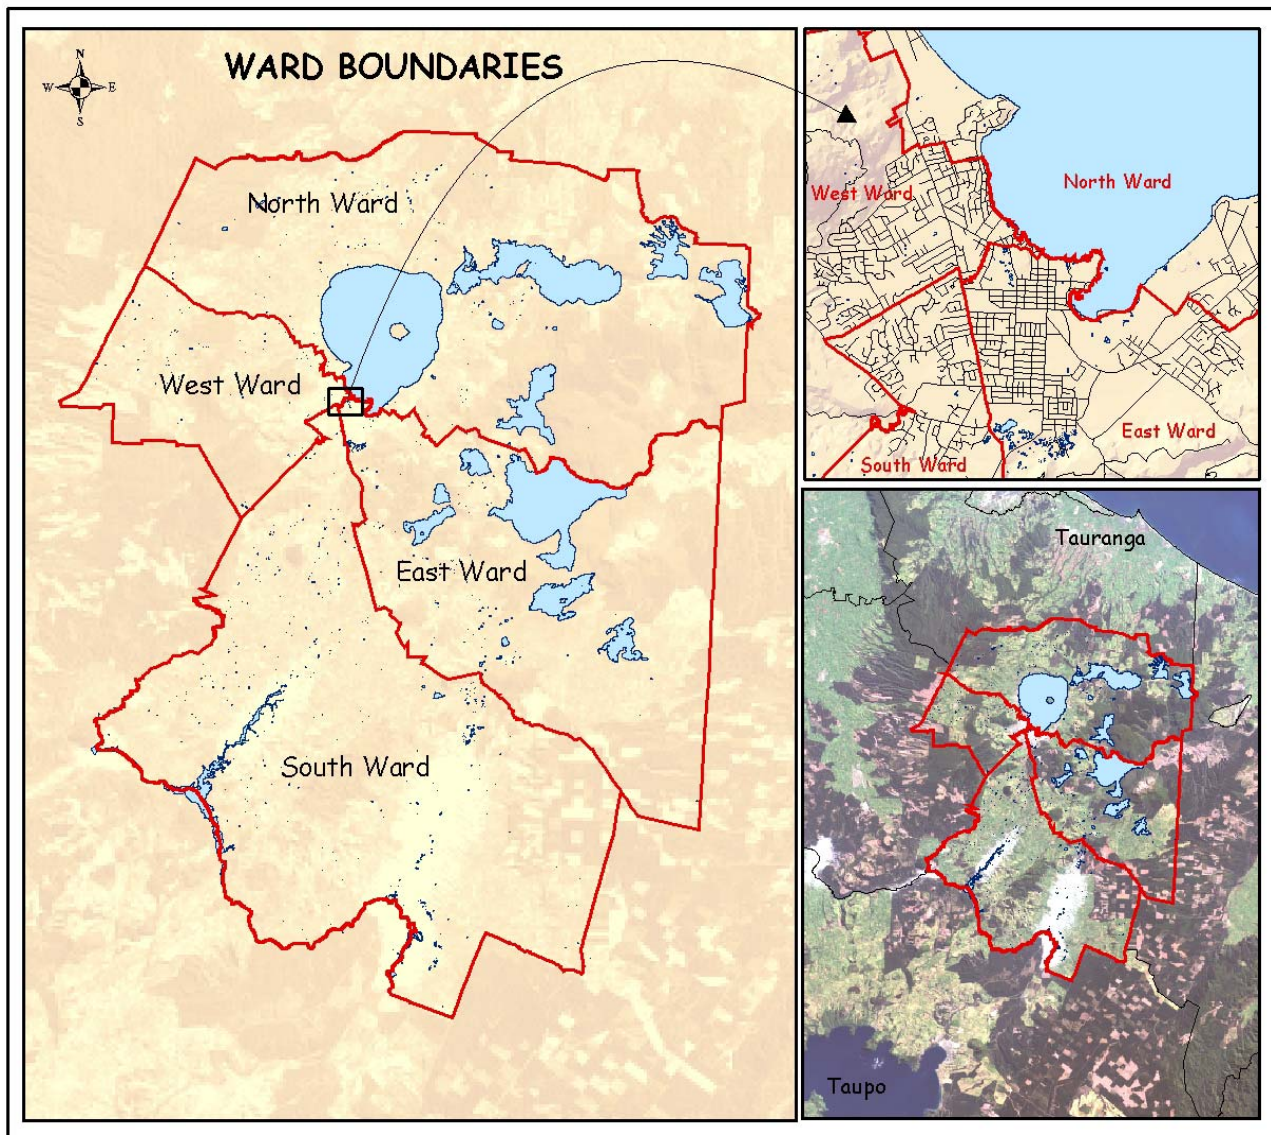 WARD BOUNDARIES
N
W E
S
North Ward
West Ward
East Ward
South Ward
West Ward
North Ward
East Ward
South Ward
Tauranga
Taupo